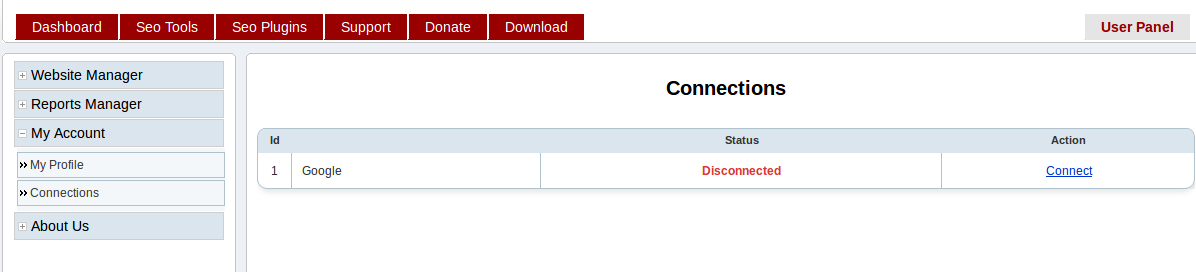 Dashboard Seo Tools Seo Plugins Support Donate Download User Panel
Website Manager
Reports Manager
My Account
My Profile
Connections
About Us
Connections
Id Status Action
1 Google Disconnected Connect